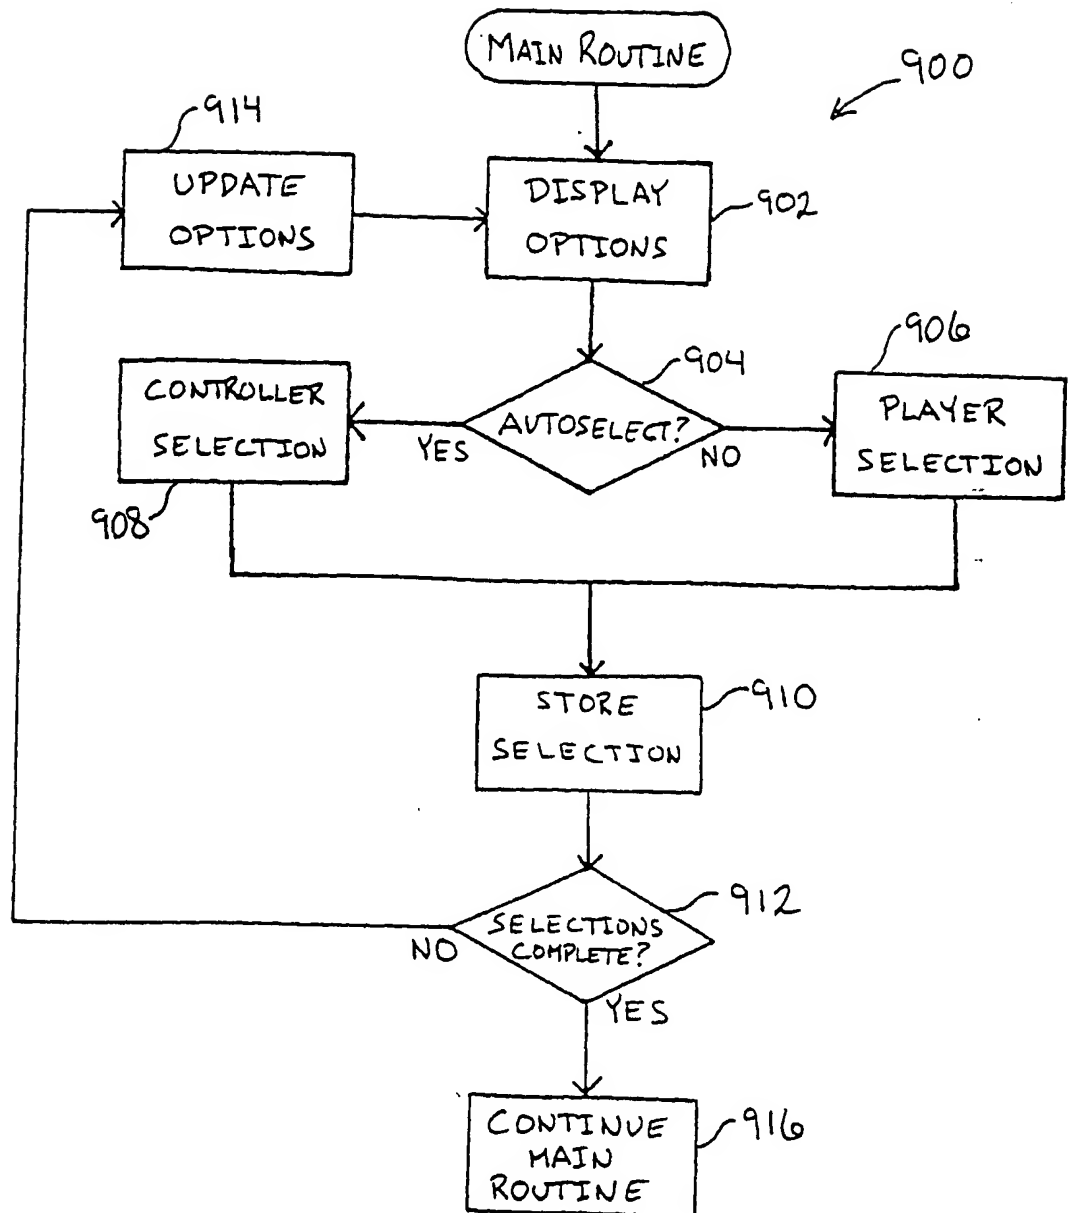 MAIN ROUTINE
900
914
UPDATE
OPTIONS
DISPLAY
OPTIONS
902
904
906
CONTROLLER
SELECTION
AUTOSELECT?
YES
NO
PLAYER
SELECTION
908
STORE
SELECTION
910
912
SELECTIONS
COMPLETE?
NO
YES
CONTINUE
MAIN
ROUTINE
916